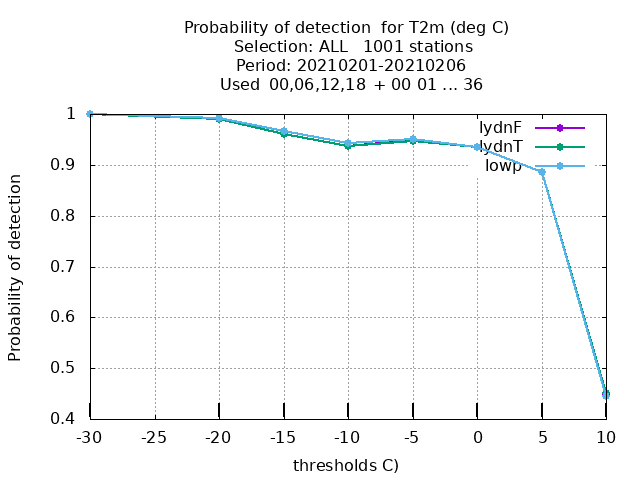 Probability of detection  for T2m (deg C)
Selection: ALL   1001 stations
Period: 20210201-20210206
Used  00,06,12,18  + 00 01 ... 36
Probability of detection
1
0.9
0.8
0.7
0.6
0.5
0.4
lydnF
lydnT
lowp
-30 -25 -20 -15 -10 -5 0 5 10
thresholds C)